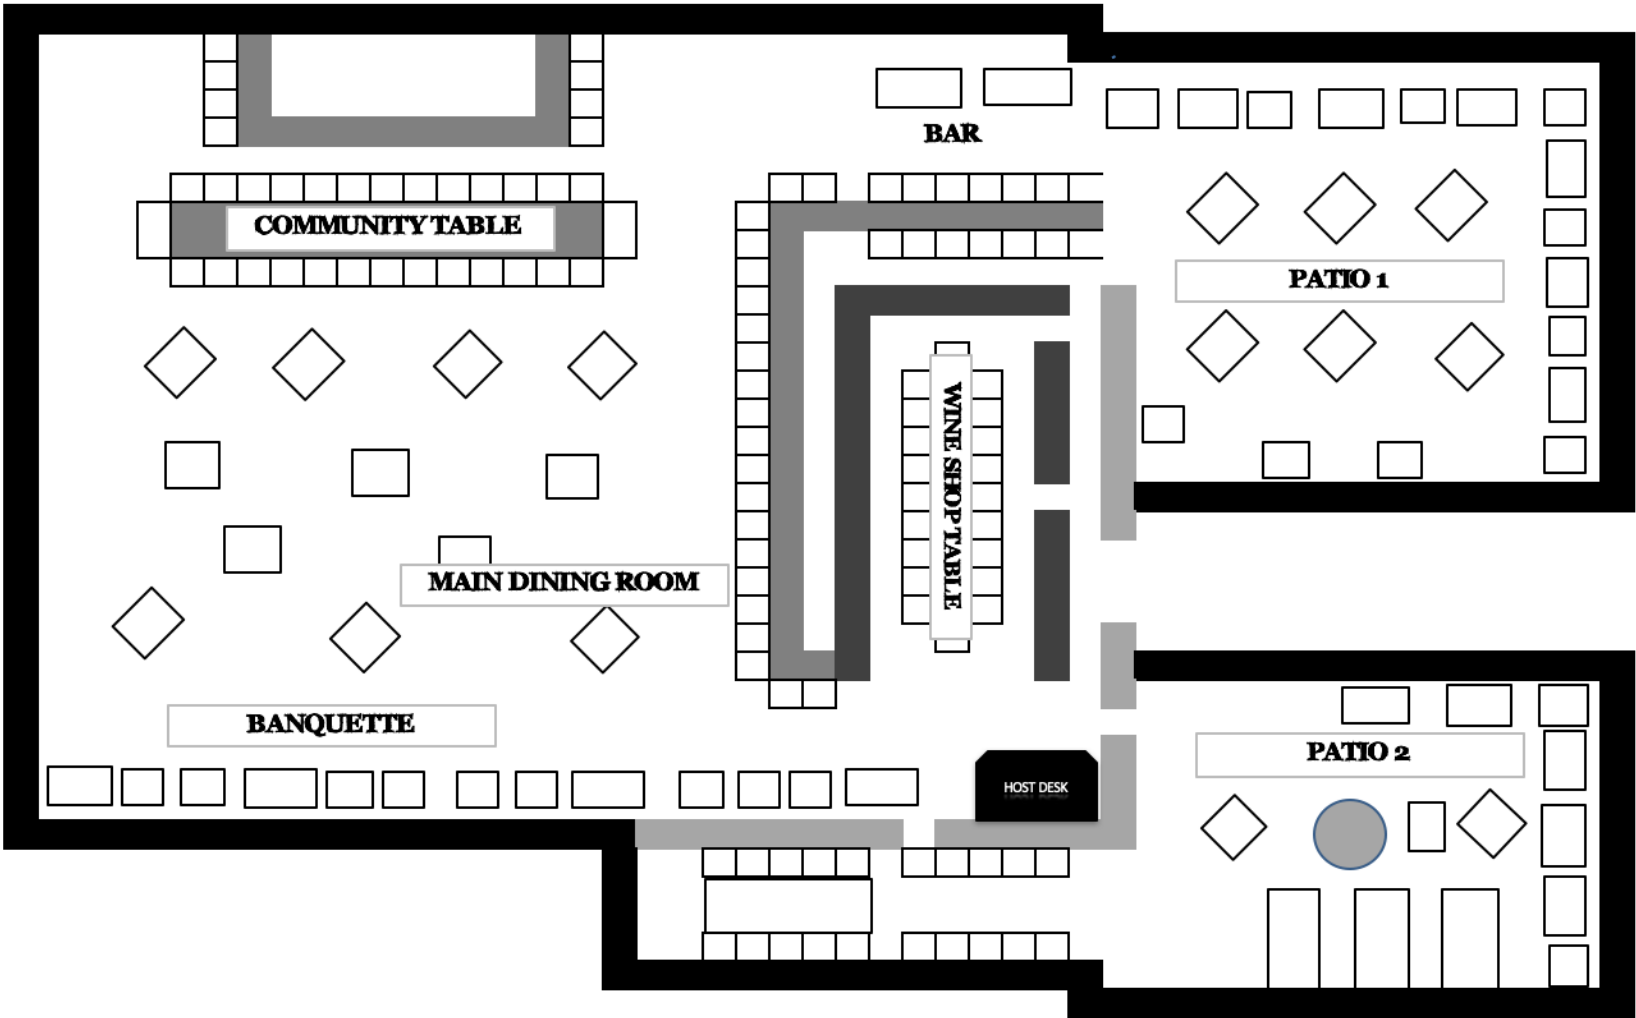 BAR
COMMUNITY TABLE
PATIO 1
WINE SHOP TABLE
MAIN DINING ROOM
BANQUETTE
PATIO 2
HOST DESK